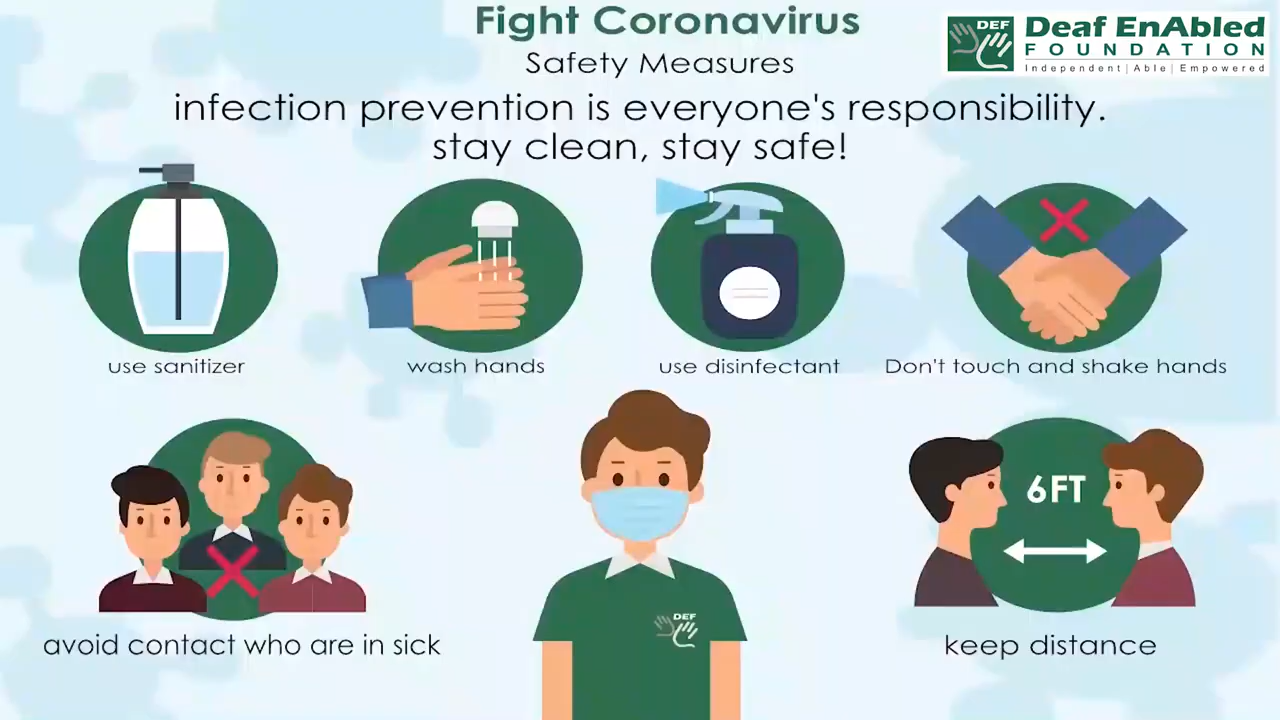 Fight Coronavirus
Safety Measures
DEF
Deaf EnAbled
FOUNDATION
Independent | Able | Empowered
infection prevention is everyone's responsibility.
stay clean, stay safe!
use sanitizer
wash hands
use disinfectant
Don't touch and shake hands
6FT
DEF
avoid contact who are in sick
keep distance